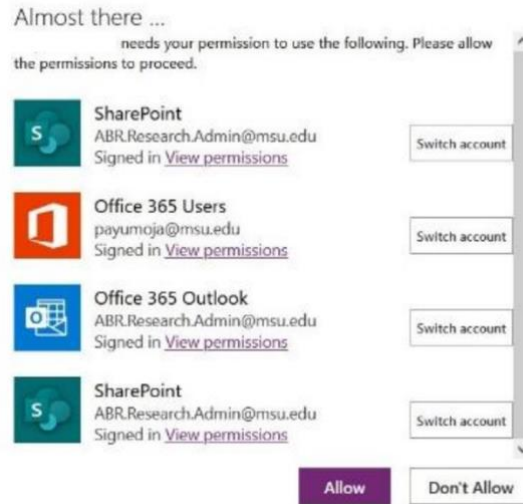 Almost there ...
needs your permission to use the following. Please allow
the permissions to proceed.
SharePoint
ABR.Research.Admin@msu.edu
Signed in View permissions
Switch account
Office 365 Users
payumoja@msu.edu
Signed in View permissions
Switch account
Office 365 Outlook
ABR.Research.Admin@msu.edu
Signed in View permissions
Switch account
SharePoint
ABR.Research.Admin@msu.edu
Signed in View permissions
Switch account
Allow
Don't Allow